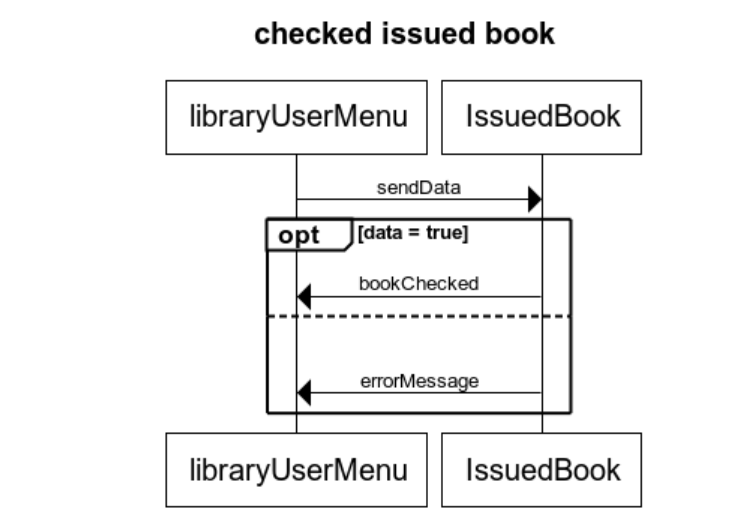 checked issued book
libraryUserMenu
IssuedBook
sendData
opt
[data = true]
bookChecked
errorMessage
libraryUserMenu
IssuedBook